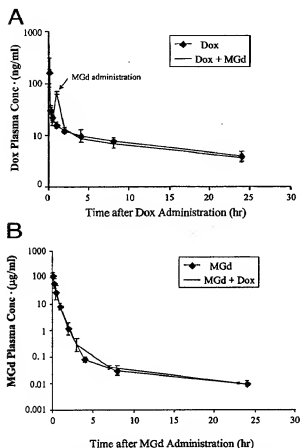 A
Dox Plasma Conc · (ng/ml)
1000
100
10
0
Dox
Dox + MGd
MGd administration
0 5 10 15 20 25 30
Time after Dox Administration (hr)
B
MGd Plasma Conc · (μg/ml)
1000
100
10
1
0.1
0.01
0.001
MGd
MGd + Dox
0 5 10 15 20 25 30
Time after MGd Administration (hr)